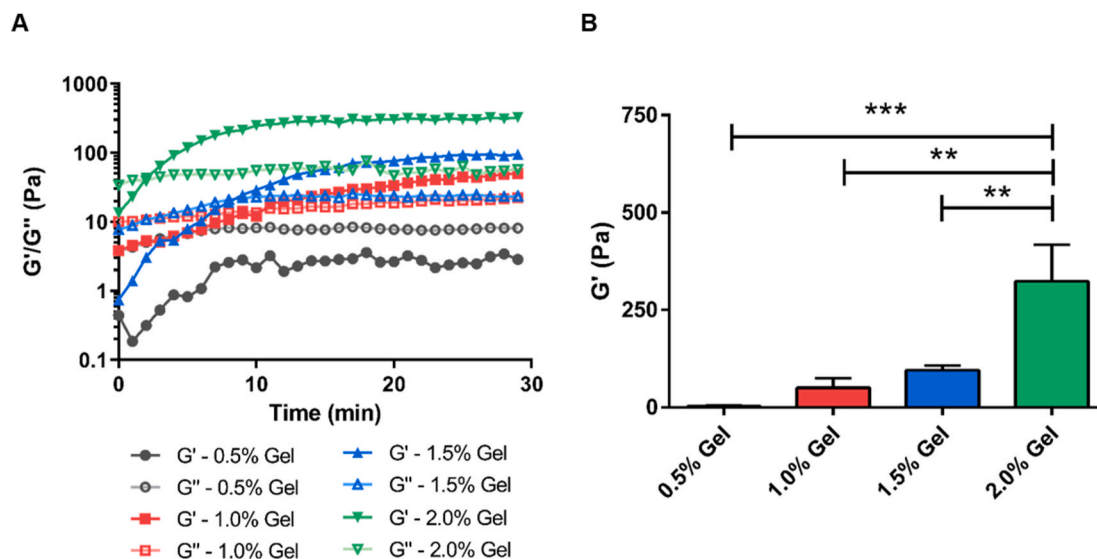 A
1000
100
10
1
0.1
G'/G'' (Pa)
0
10
20
30
Time (min)
G' - 0.5% Gel
G'' - 0.5% Gel
G' - 1.0% Gel
G'' - 1.0% Gel
G' - 1.5% Gel
G'' - 1.5% Gel
G' - 2.0% Gel
G'' - 2.0% Gel
B
750
500
250
0
G' (Pa)
***
**
**
0.5% Gel
1.0% Gel
1.5% Gel
2.0% Gel